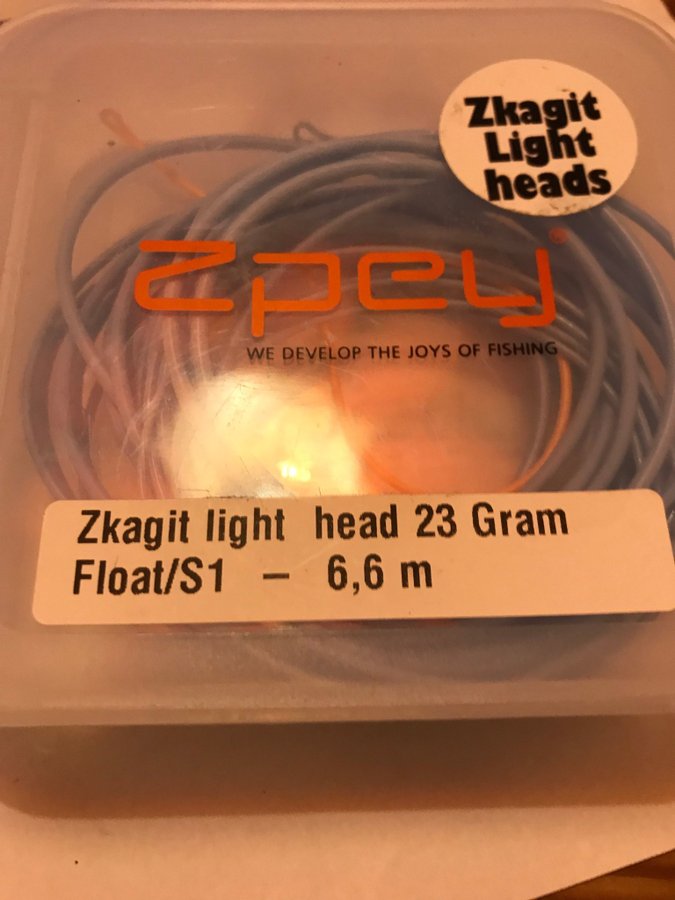 Zkagit
Light
heads
zpey®
WE DEVELOP THE JOYS OF FISHING
Zkagit light head 23 Gram
Float/S1 – 6,6 m